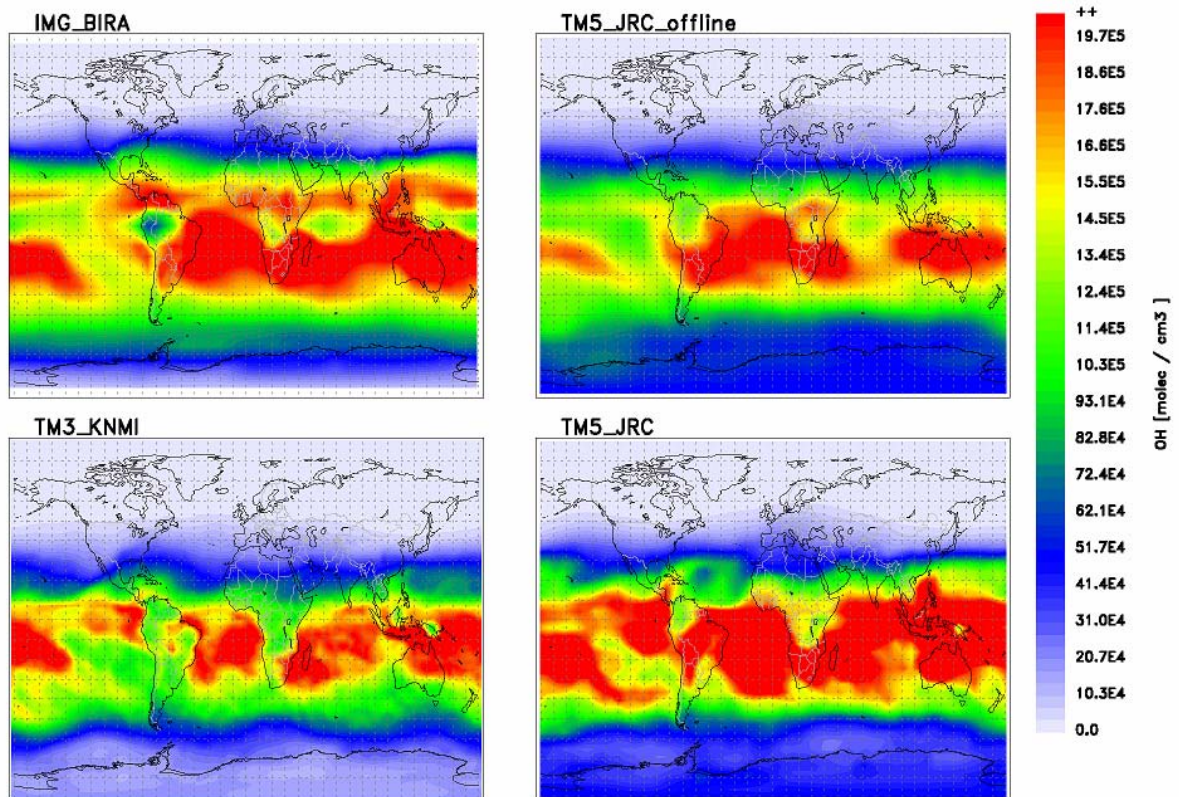 IMG_BIRA
TM5_JRC_offline
TM3_KNMI
TM5_JRC
++
19.7E5
18.6E5
17.6E5
16.6E5
15.5E5
14.5E5
13.5E5
12.4E5
11.4E5
10.3E5
93.1E4
82.8E4
72.4E4
62.1E4
51.7E4
41.4E4
31.0E4
20.7E4
10.3E4
0.0
OH [molec / cm3 ]